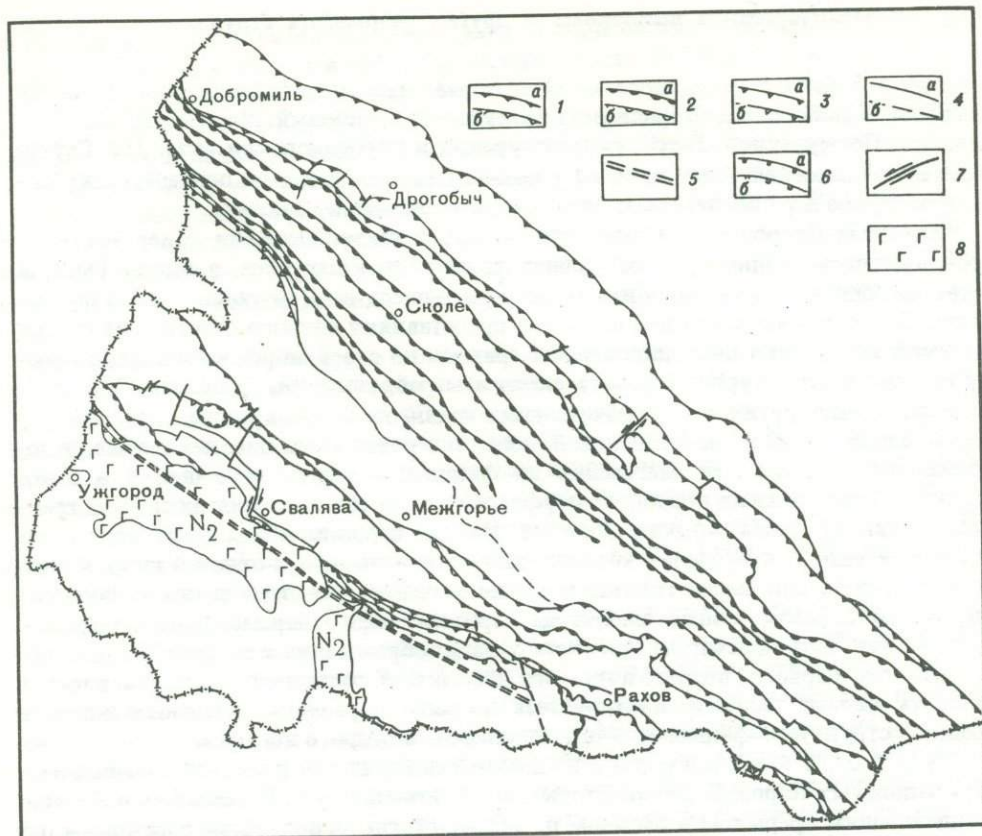 а 1 а 2 а 3 а 4
б б б б
5 а 6 7
б
8
Добромиль
Дрогобыч
Сколе
Ужгород
Свалява
Межгорье
N2
N2
Рахов
Г Г Г Г Г